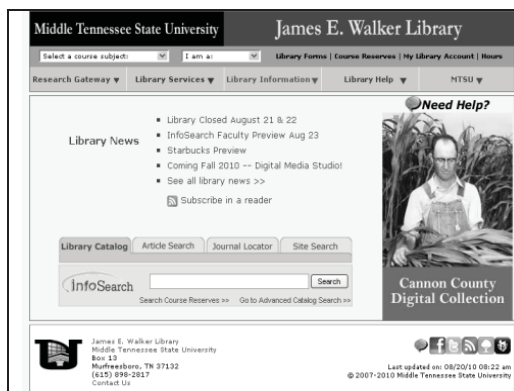 Middle Tennessee State University
James E. Walker Library
Select a course subject:
I am a:
Library Forms | Course Reserves | My Library Account | Hours
Research Gateway ▼
Library Services ▼
Library Information ▼
Library Help ▼
MTSU ▼
Need Help?
Library News
Library Closed August 21 & 22
InfoSearch Faculty Preview Aug 23
Starbucks Preview
Coming Fall 2010 -- Digital Media Studio!
See all library news >>
Subscribe in a reader
Library Catalog
Article Search
Journal Locator
Site Search
InfoSearch
Search
Search Course Reserves >>
Go to Advanced Catalog Search >>
Cannon County
Digital Collection
James E. Walker Library
Middle Tennessee State University
Box 13
Murfreesboro, TN 37132
(615) 898-2817
Contact Us
Last updated on: 08/20/10 08:22 am
© 2007-2010 Middle Tennessee State University